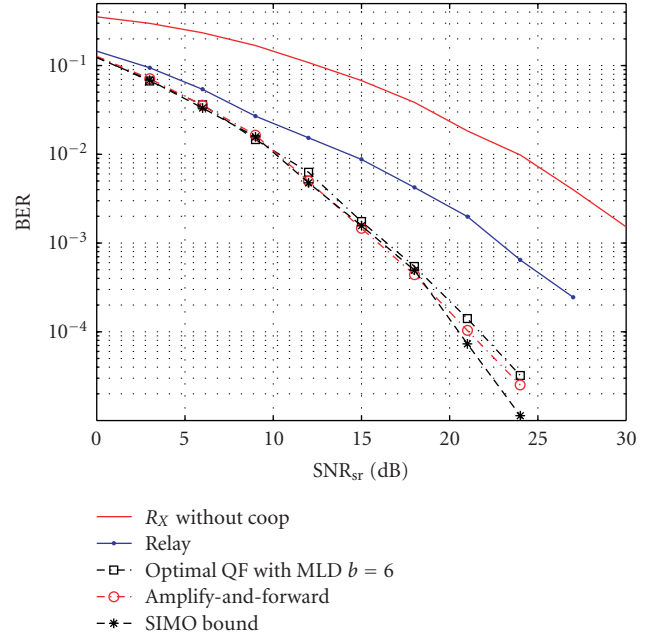 10⁻¹
10⁻²
10⁻³
10⁻⁴
BER
0 5 10 15 20 25 30
SNRₛᵣ (dB)
R_X without coop
Relay
Optimal QF with MLD b = 6
Amplify-and-forward
SIMO bound